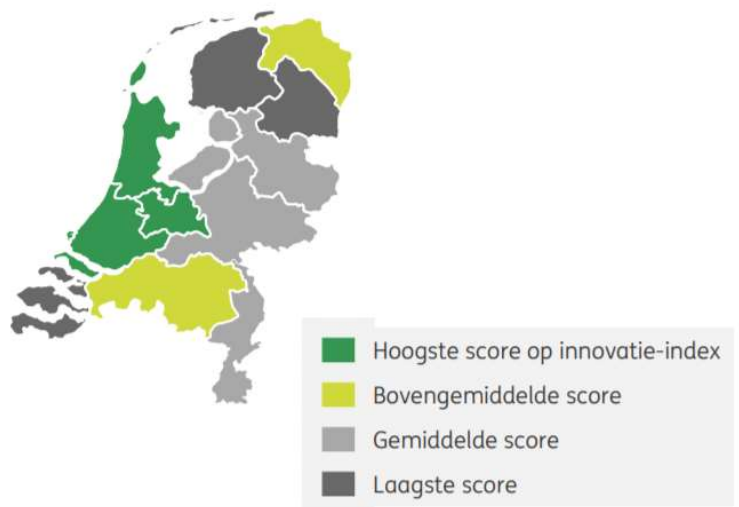 Hoogste score op innovatie-index
Bovengemiddelde score
Gemiddelde score
Laagste score